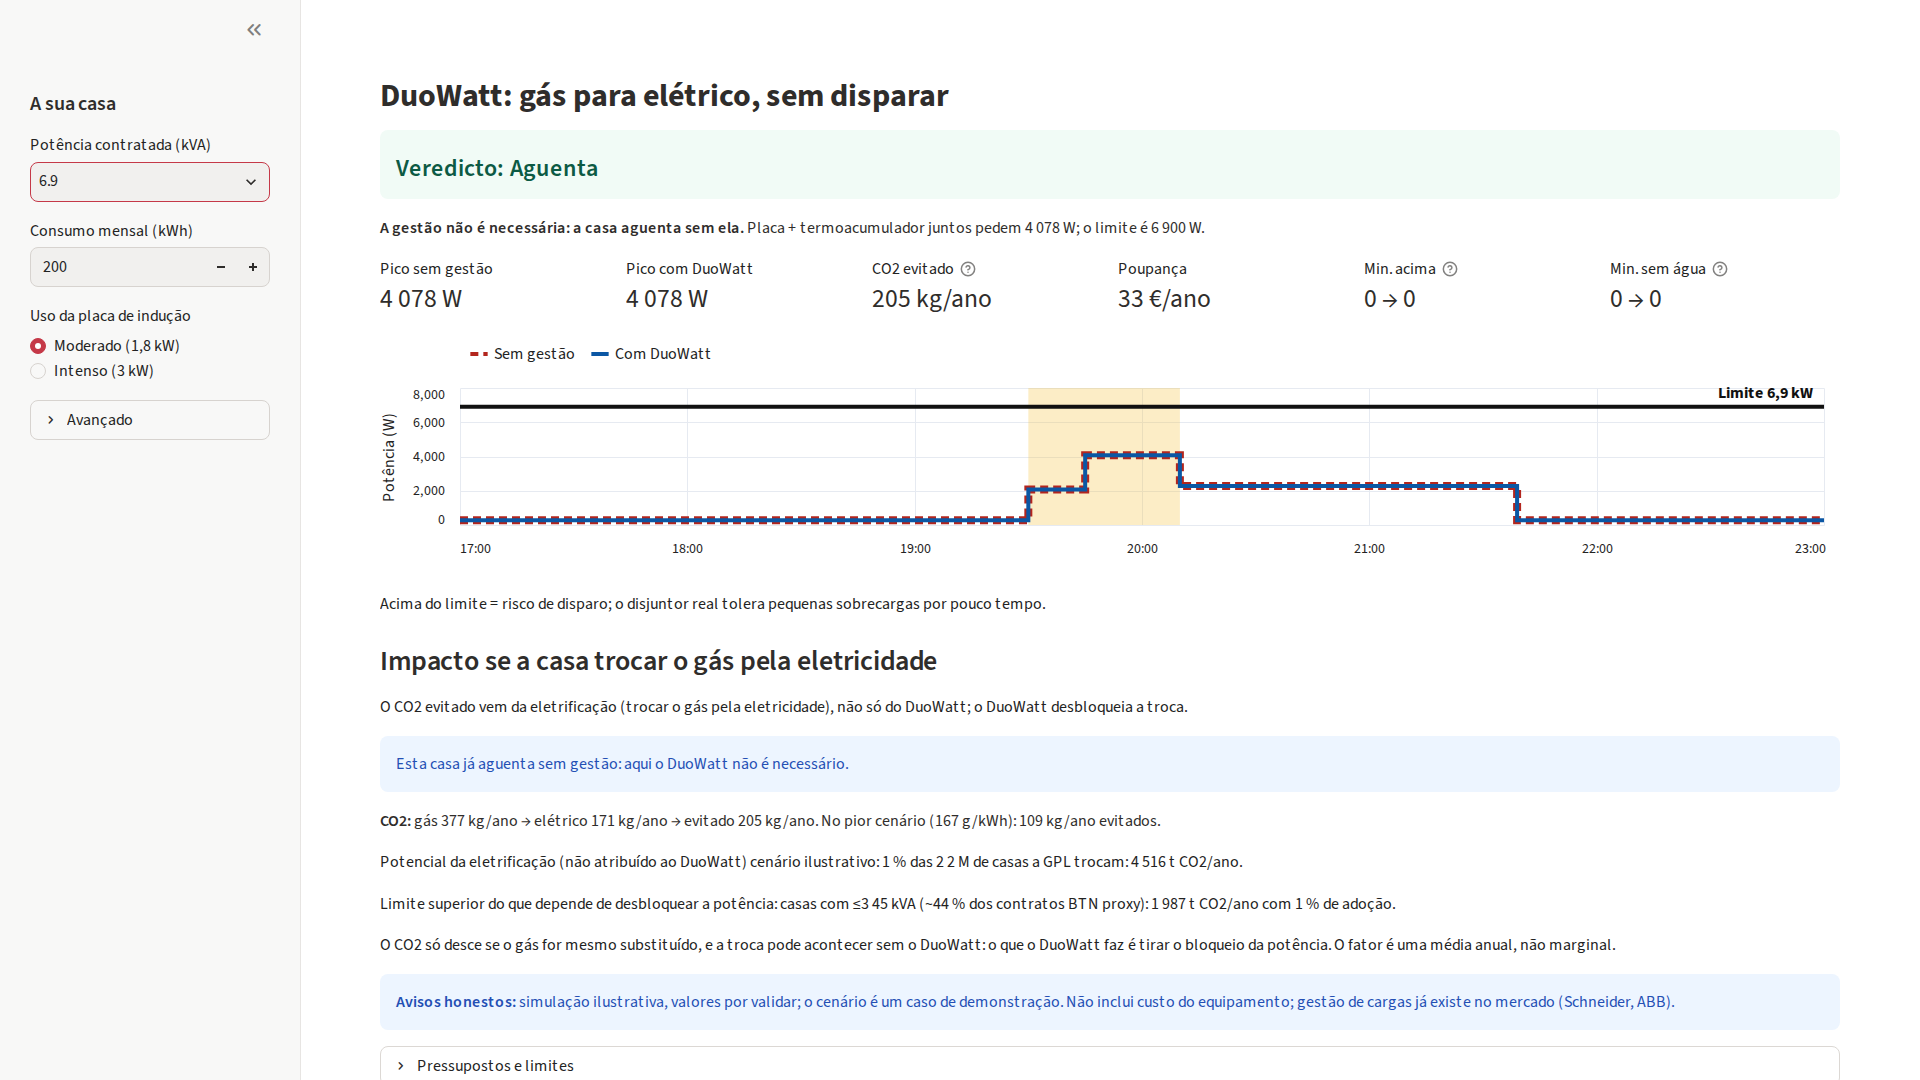 A sua casa
Potência contratada (kVA)
6.9
Consumo mensal (kWh)
200
Uso da placa de indução
Moderado (1,8 kW)
Intenso (3 kW)
Avançado
DuoWatt: gás para elétrico, sem disparar
Veredicto: Aguenta
A gestão não é necessária: a casa aguenta sem ela. Placa + termoacumulador juntos pedem 4 078 W; o limite é 6 900 W.
Pico sem gestão
4 078 W
Pico com DuoWatt
4 078 W
CO2 evitado
205 kg/ano
Poupança
33 €/ano
Min. acima
0 → 0
Min. sem água
0 → 0
Sem gestão
Com DuoWatt
Potência (W)
8,000
6,000
4,000
2,000
0
Limite 6,9 kW
17:00 18:00 19:00 20:00 21:00 22:00 23:00
Acima do limite = risco de disparo; o disjuntor real tolera pequenas sobrecargas por pouco tempo.
Impacto se a casa trocar o gás pela eletricidade
O CO2 evitado vem da eletrificação (trocar o gás pela eletricidade), não só do DuoWatt; o DuoWatt desbloqueia a troca.
Esta casa já aguenta sem gestão: aqui o DuoWatt não é necessário.
CO2: gás 377 kg/ano → elétrico 171 kg/ano → evitado 205 kg/ano. No pior cenário (167 g/kWh): 109 kg/ano evitados.
Potencial da eletrificação (não atribuído ao DuoWatt) cenário ilustrativo: 1 % das 2 2 M de casas a GPL trocam: 4 516 t CO2/ano.
Limite superior do que depende de desbloquear a potência: casas com ≤3 45 kVA (~44 % dos contratos BTN proxy): 1 987 t CO2/ano com 1 % de adoção.
O CO2 só desce se o gás for mesmo substituído, e a troca pode acontecer sem o DuoWatt: o que o DuoWatt faz é tirar o bloqueio da potência. O fator é uma média anual, não marginal.
Avisos honestos: simulação ilustrativa, valores por validar; o cenário é um caso de demonstração. Não inclui custo do equipamento; gestão de cargas já existe no mercado (Schneider, ABB).
Pressupostos e limites